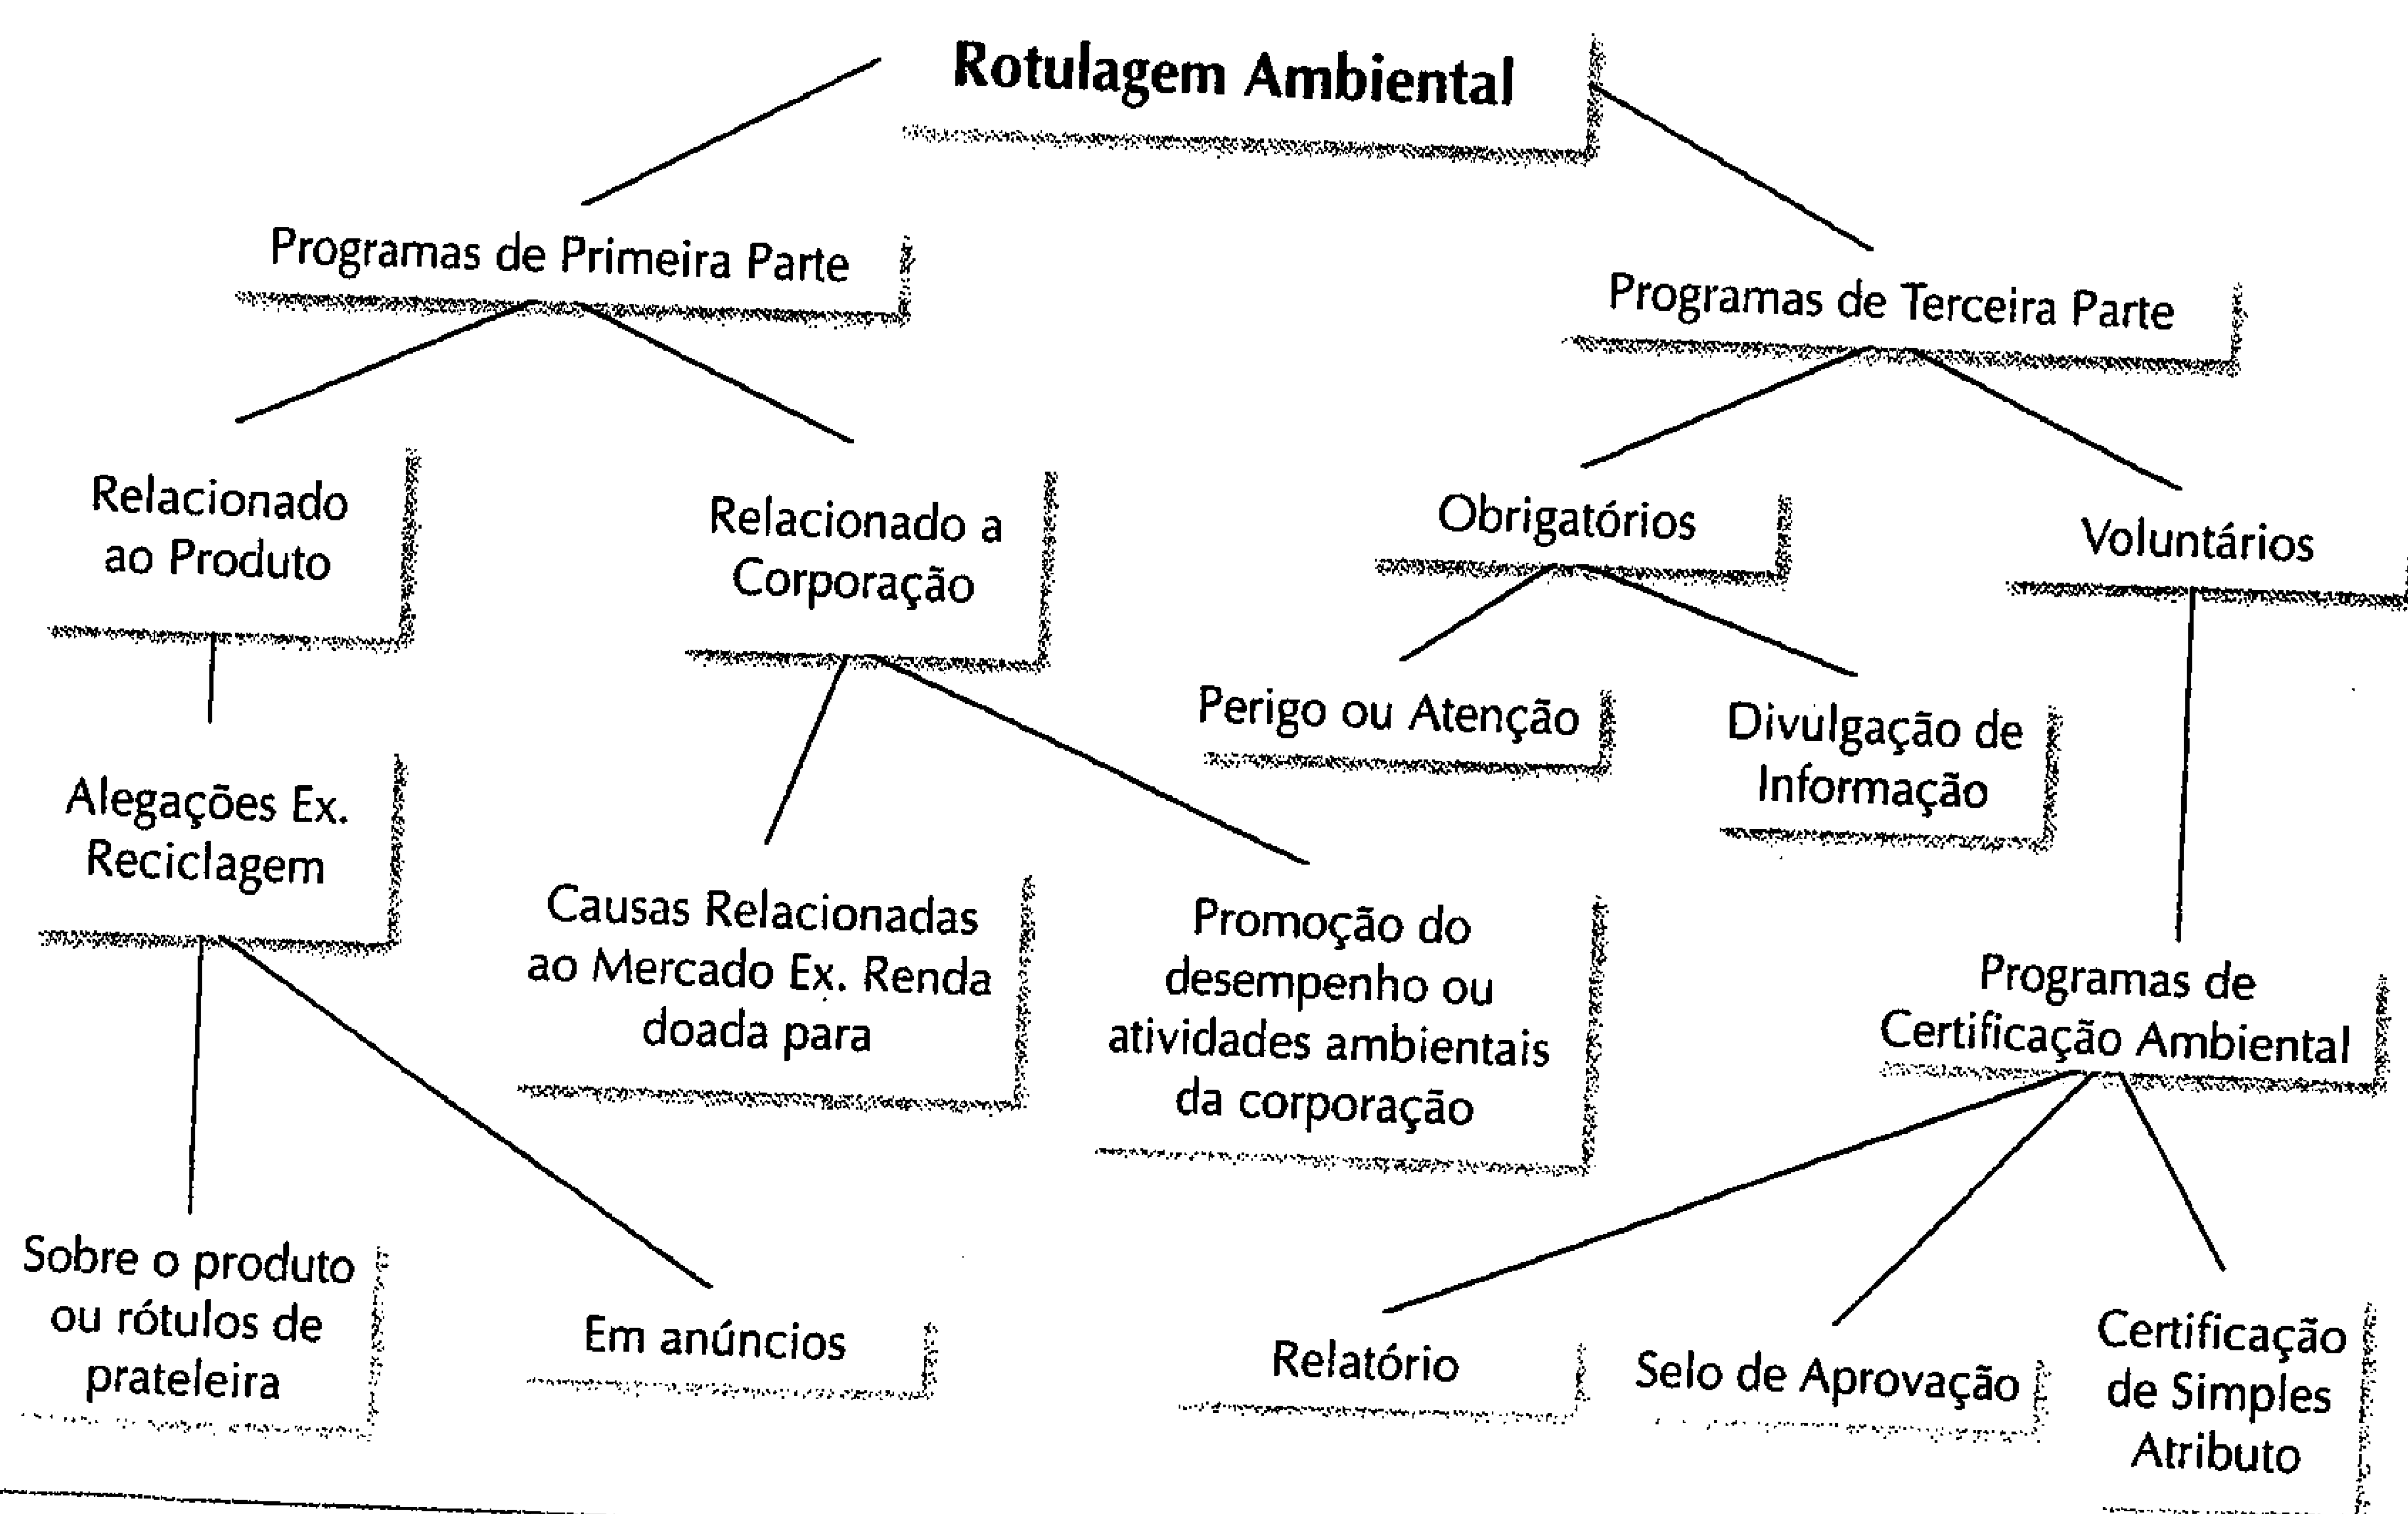 Rotulagem Ambiental
Programas de Primeira Parte
Programas de Terceira Parte
Relacionado
ao Produto
Relacionado a
Corporação
Obrigatórios
Voluntários
Alegações Ex.
Reciclagem
Causas Relacionadas
ao Mercado Ex. Renda
doada para
Promoção do
desempenho ou
atividades ambientais
da corporação
Perigo ou Atenção
Divulgação de
Informação
Programas de
Certificação Ambiental
Sobre o produto
ou rótulos de
prateleira
Em anúncios
Relatório
Selo de Aprovação
Certificação
de Simples
Atributo